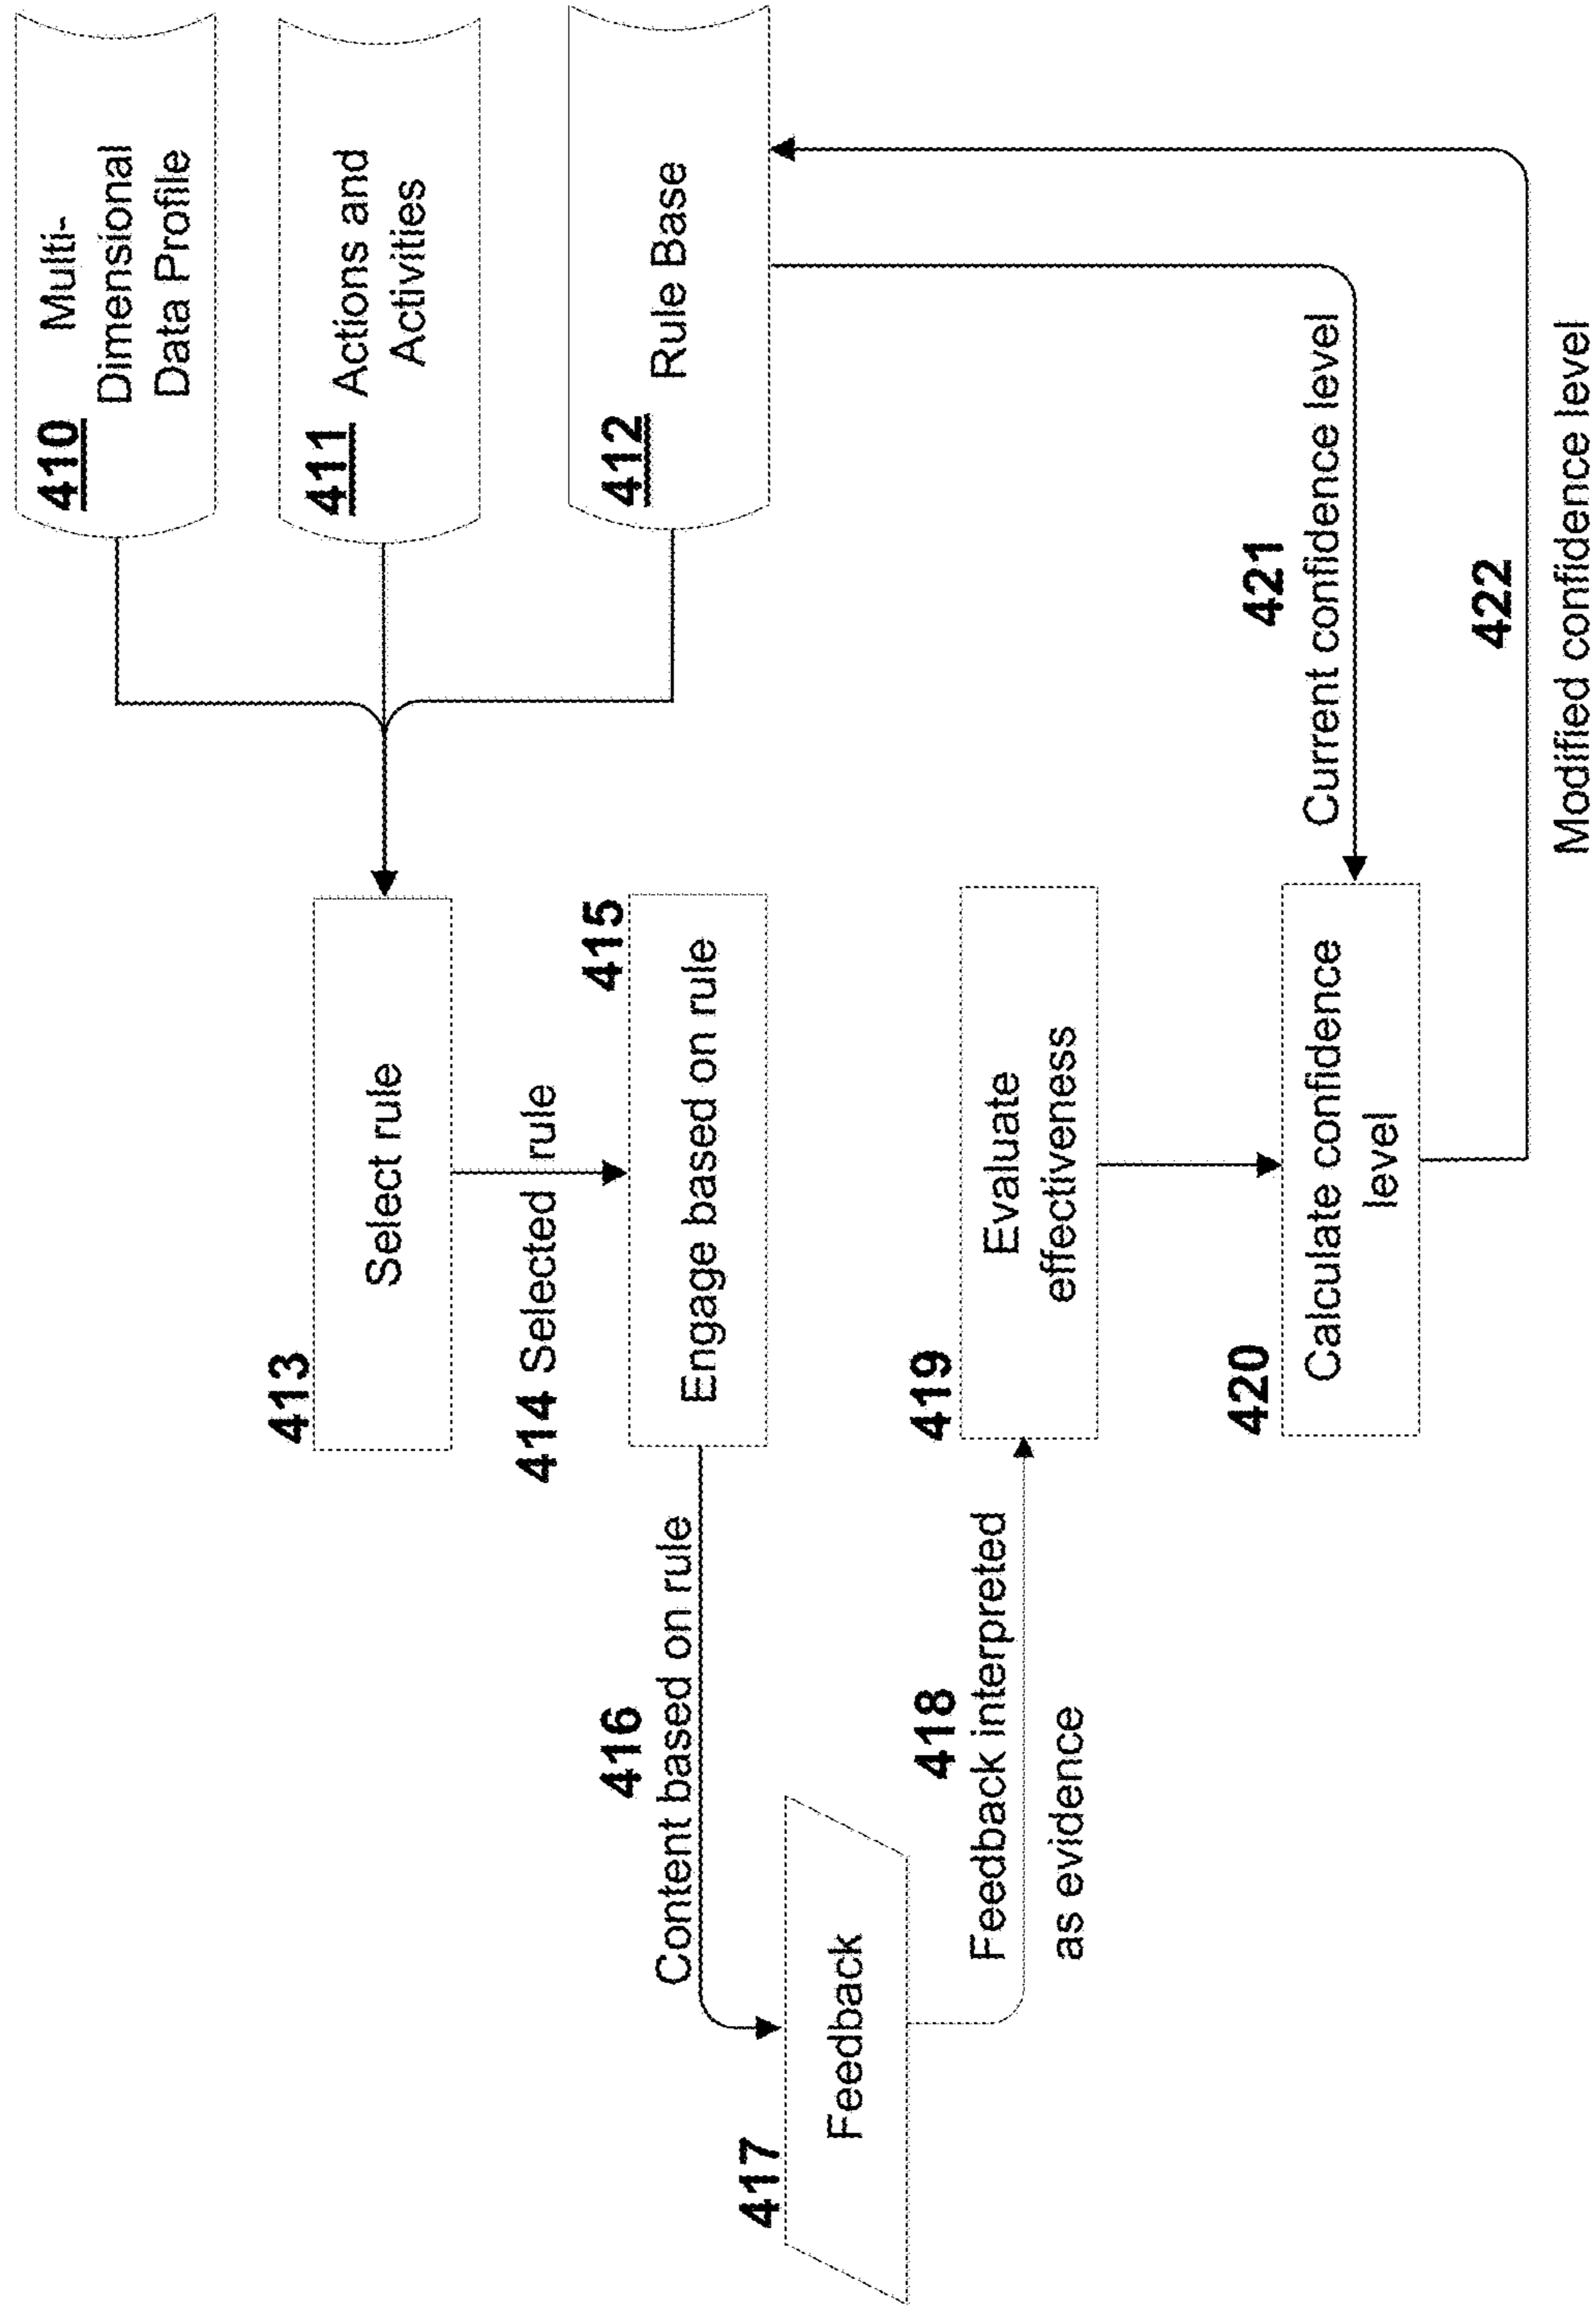 413
Select rule
410
Multi-
Dimensional
Data Profile
411
Actions and
Activities
414 Selected rule
416
Content based on rule
415
Engage based on rule
412
Rule Base
417
Feedback
418
Feedback interpreted
as evidence
419
Evaluate
effectiveness
420
Calculate confidence
level
421
Current confidence level
422
Modified confidence level